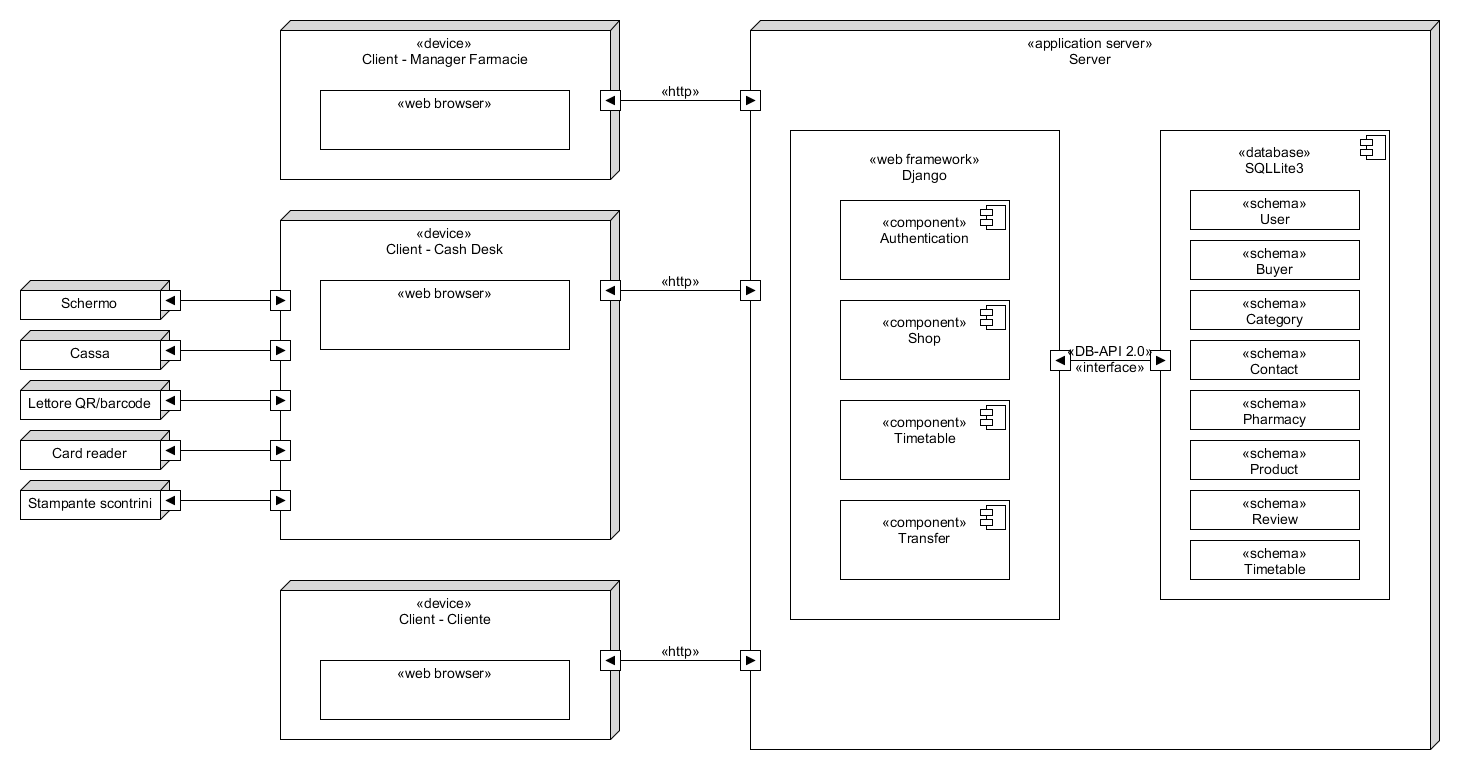 «device»
Client - Manager Farmacie
«web browser»
«http»
«device»
Client - Cash Desk
«web browser»
«http»
Schermo
Cassa
Lettore QR/barcode
Card reader
Stampante scontrini
«device»
Client - Cliente
«web browser»
«http»
«application server»
Server
«web framework»
Django
«component»
Authentication
«component»
Shop
«component»
Timetable
«component»
Transfer
«DB-API 2.0»
«interface»
«database»
SQLLite3
«schema»
User
«schema»
Buyer
«schema»
Category
«schema»
Contact
«schema»
Pharmacy
«schema»
Product
«schema»
Review
«schema»
Timetable